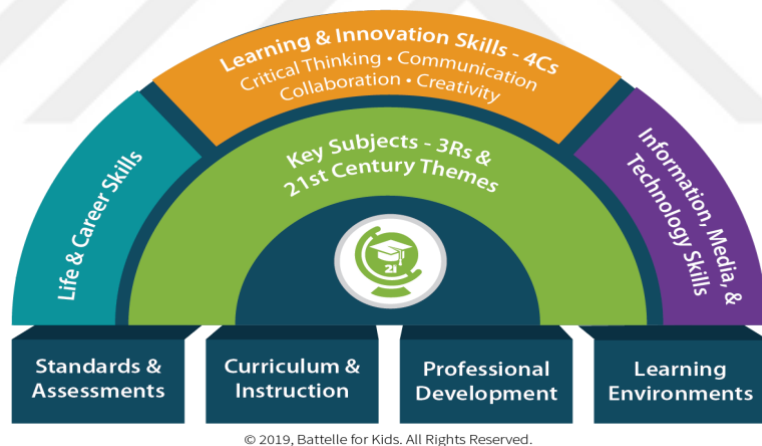 Learning & Innovation Skills - 4Cs
Critical Thinking • Communication
Collaboration • Creativity
Life & Career Skills
Key Subjects - 3Rs &
21st Century Themes
Information, Media, &
Technology Skills
21
Standards &
Assessments
Curriculum &
Instruction
Professional
Development
Learning
Environments
© 2019, Battelle for Kids. All Rights Reserved.